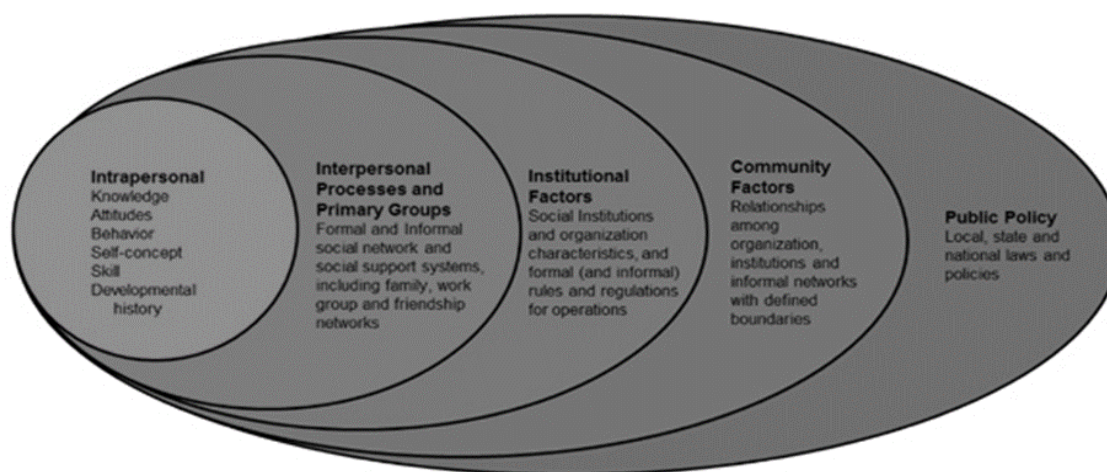 Intrapersonal
Knowledge
Attitudes
Behavior
Self-concept
Skill
Developmental
history
Interpersonal
Processes and
Primary Groups
Formal and Informal
social network and
social support systems,
including family, work
group and friendship
networks
Institutional
Factors
Social Institutions
and organization
characteristics, and
formal (and informal)
rules and regulations
for operations
Community
Factors
Relationships
among
organization,
institutions and
informal networks
with defined
boundaries
Public Policy
Local, state and
national laws and
policies